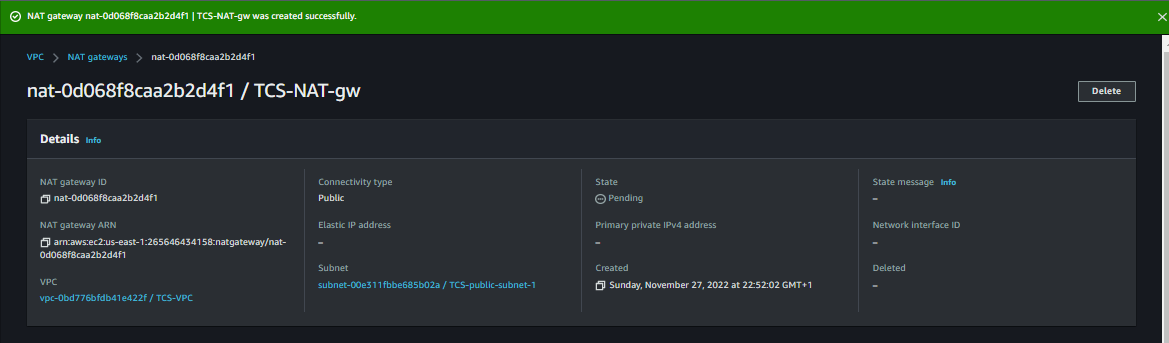 NAT gateway nat-0d068f8caa2b2d4f1 | TCS-NAT-gw was created successfully.
VPC > NAT gateways > nat-0d068f8caa2b2d4f1
nat-0d068f8caa2b2d4f1 / TCS-NAT-gw
Delete
Details Info
NAT gateway ID
nat-0d068f8caa2b2d4f1
Connectivity type
Public
State
Pending
State message Info
–
NAT gateway ARN
arn:aws:ec2:us-east-1:265646434158:natgateway/nat-
0d068f8caa2b2d4f1
Elastic IP address
–
Primary private IPv4 address
–
Network interface ID
–
VPC
vpc-0bd776bfdb41e422f / TCS-VPC
Subnet
subnet-00e311fbbe685b02a / TCS-public-subnet-1
Created
Sunday, November 27, 2022 at 22:52:02 GMT+1
Deleted
–